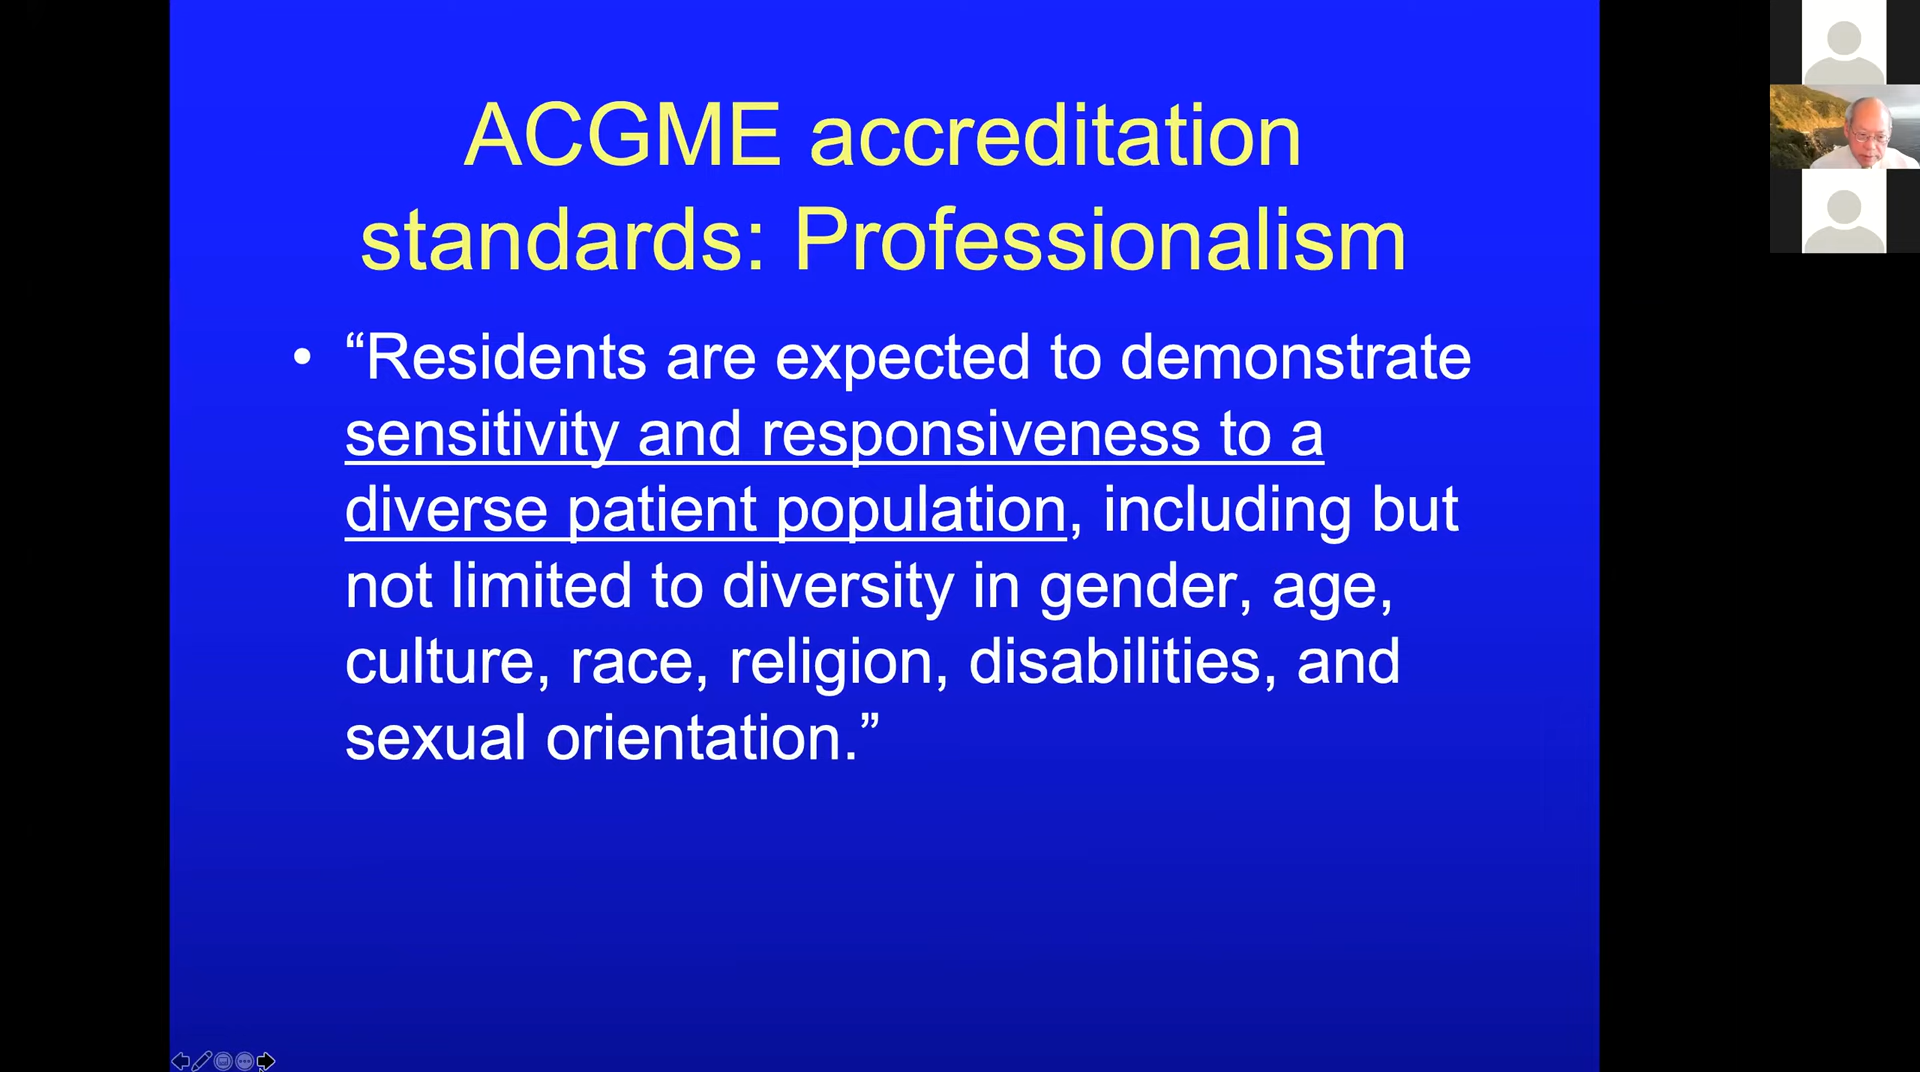 ACGME accreditation
standards: Professionalism
• “Residents are expected to demonstrate
sensitivity and responsiveness to a
diverse patient population, including but
not limited to diversity in gender, age,
culture, race, religion, disabilities, and
sexual orientation.”